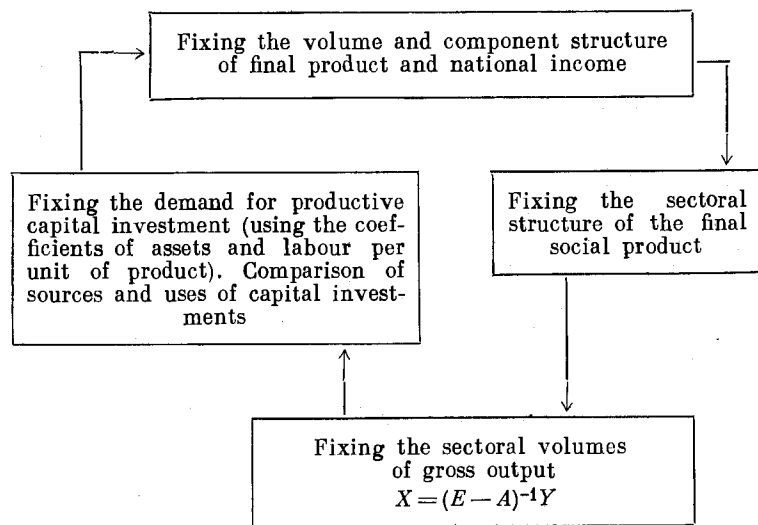 Fixing the volume and component structure
of final product and national income
Fixing the demand for productive
capital investment (using the coef-
ficients of assets and labour per
unit of product). Comparison of
sources and uses of capital invest-
ments
Fixing the sectoral
structure of the final
social product
Fixing the sectoral volumes
of gross output
X=(E—A)⁻¹Y